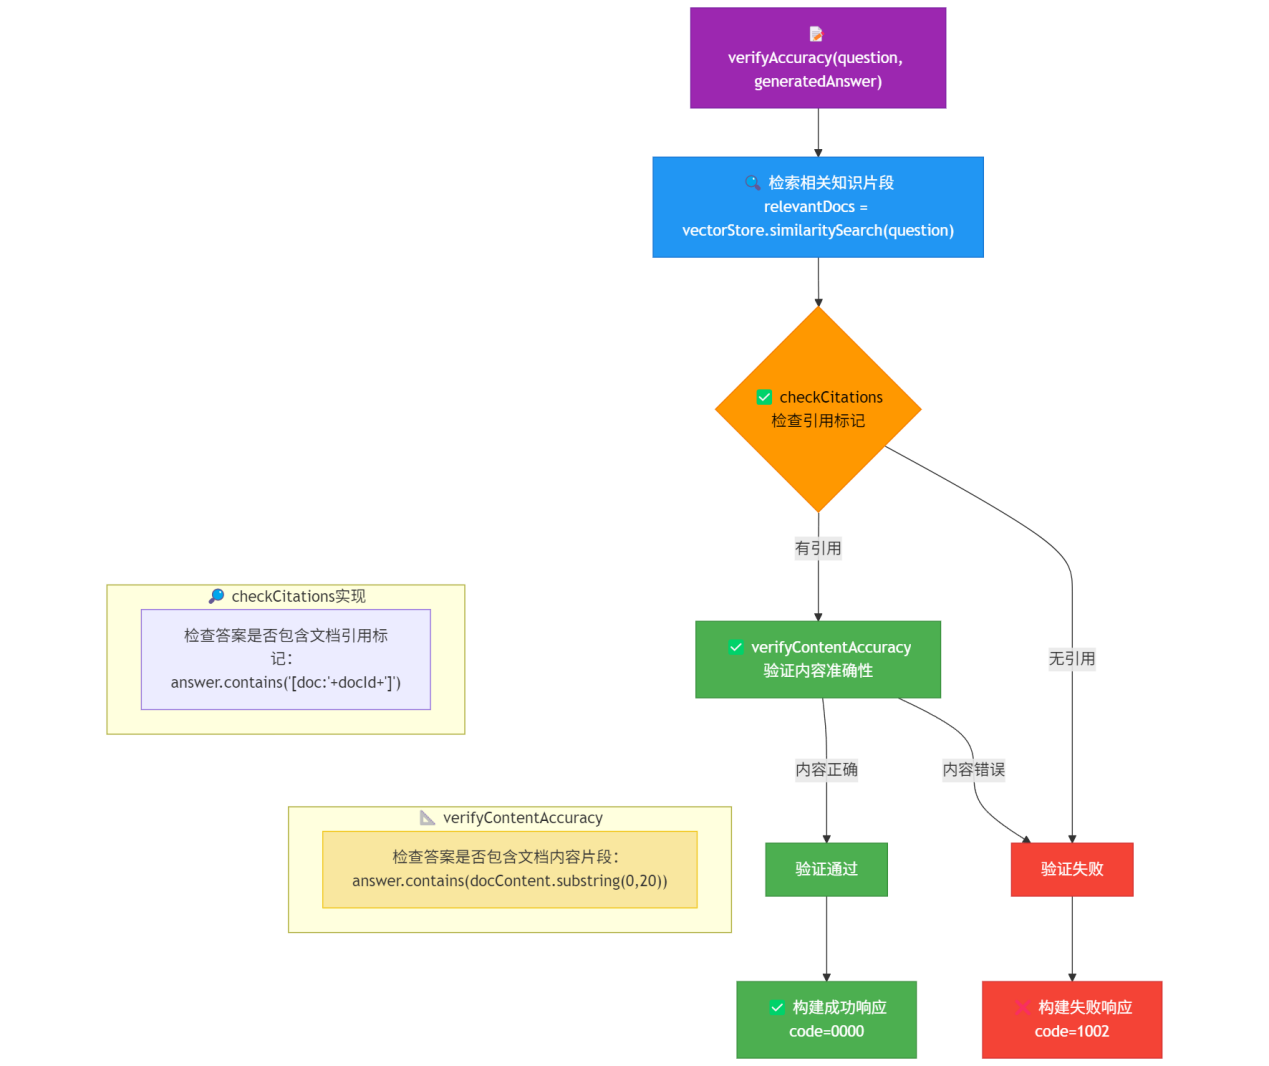 📝
verifyAccuracy(question,
generatedAnswer)
🔍 检索相关知识片段
relevantDocs =
vectorStore.similaritySearch(question)
✅ checkCitations
检查引用标记
有引用
无引用
🔎 checkCitations实现
检查答案是否包含文档引用标
记：
answer.contains('[doc:'+docId+']')
✅ verifyContentAccuracy
验证内容准确性
内容正确
内容错误
📐 verifyContentAccuracy
检查答案是否包含文档内容片段：
answer.contains(docContent.substring(0,20))
验证通过
验证失败
✅ 构建成功响应
code=0000
❌ 构建失败响应
code=1002